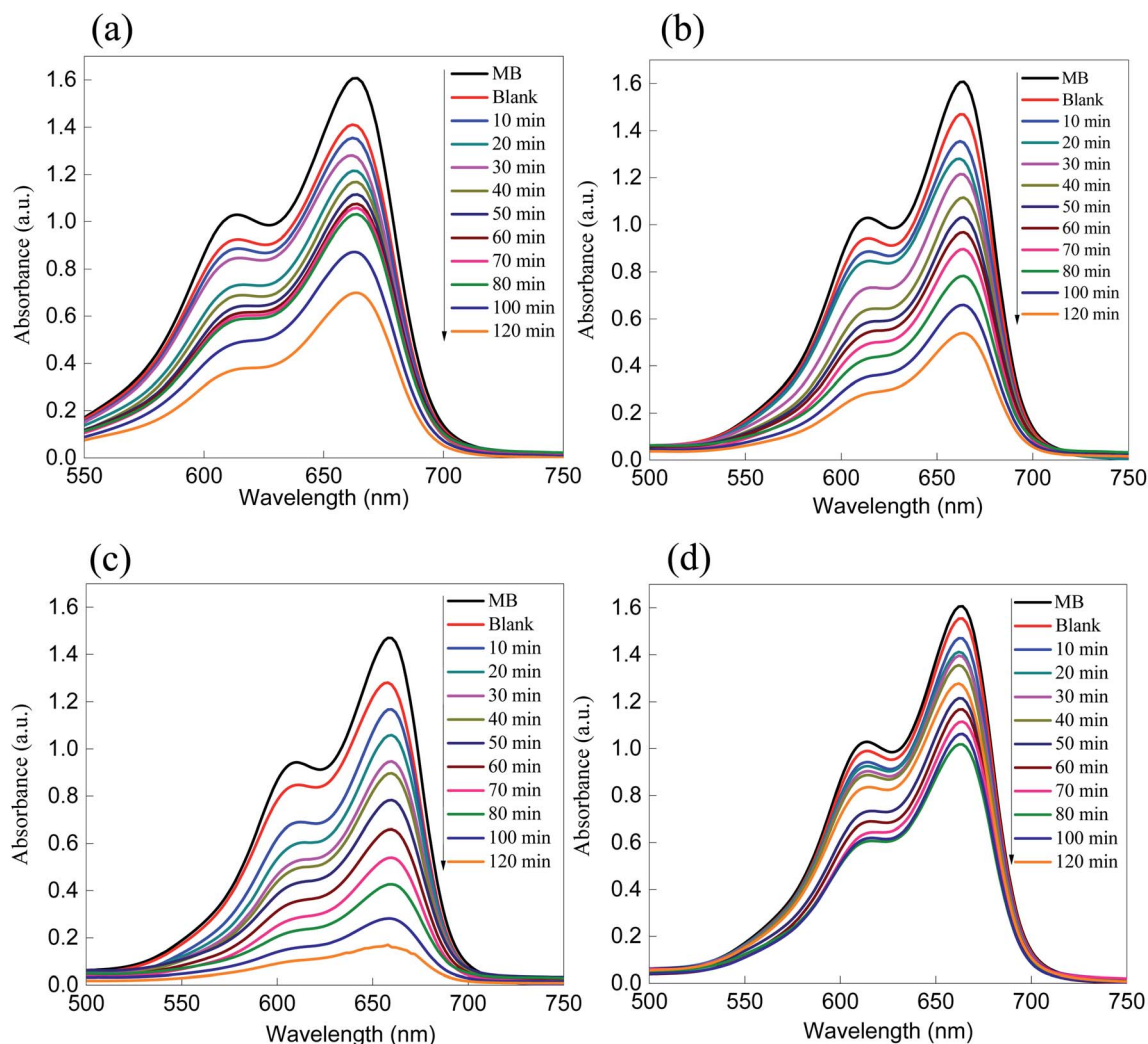 (a)
1.6
1.4
1.2
1.0
0.8
0.6
0.4
0.2
0.0
Absorbance (a.u.)
550
600
650
700
750
Wavelength (nm)
MB
Blank
10 min
20 min
30 min
40 min
50 min
60 min
70 min
80 min
100 min
120 min
(b)
1.6
1.4
1.2
1.0
0.8
0.6
0.4
0.2
0.0
Absorbance (a.u.)
500
550
600
650
700
750
Wavelength (nm)
MB
Blank
10 min
20 min
30 min
40 min
50 min
60 min
70 min
80 min
100 min
120 min
(c)
1.6
1.4
1.2
1.0
0.8
0.6
0.4
0.2
0.0
Absorbance (a.u.)
500
550
600
650
700
750
Wavelength (nm)
MB
Blank
10 min
20 min
30 min
40 min
50 min
60 min
70 min
80 min
100 min
120 min
(d)
1.6
1.4
1.2
1.0
0.8
0.6
0.4
0.2
0.0
Absorbance (a.u.)
500
550
600
650
700
750
Wavelength (nm)
MB
Blank
10 min
20 min
30 min
40 min
50 min
60 min
70 min
80 min
100 min
120 min